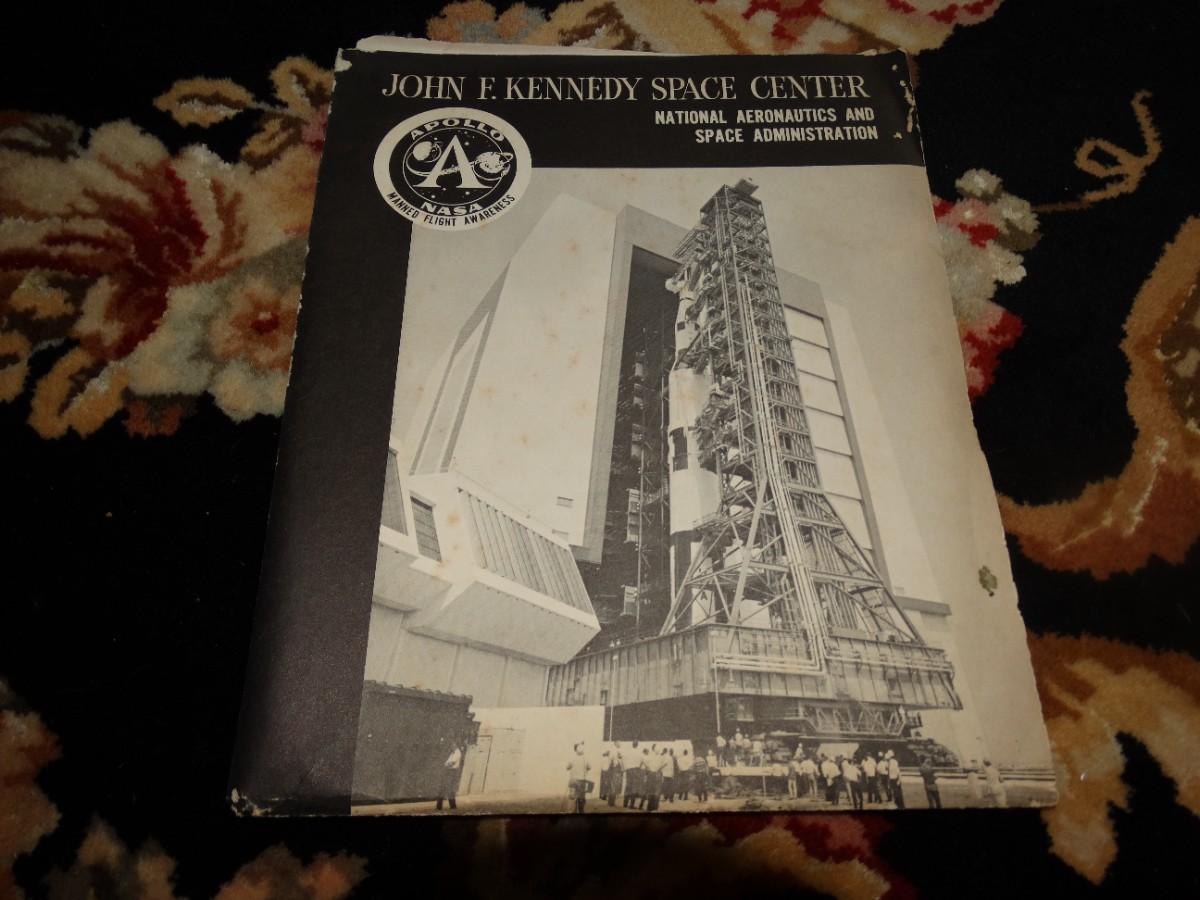 JOHN F. KENNEDY SPACE CENTER
NATIONAL AERONAUTICS AND
SPACE ADMINISTRATION
APOLLO
A
NASA
MANNED FLIGHT AWARENESS